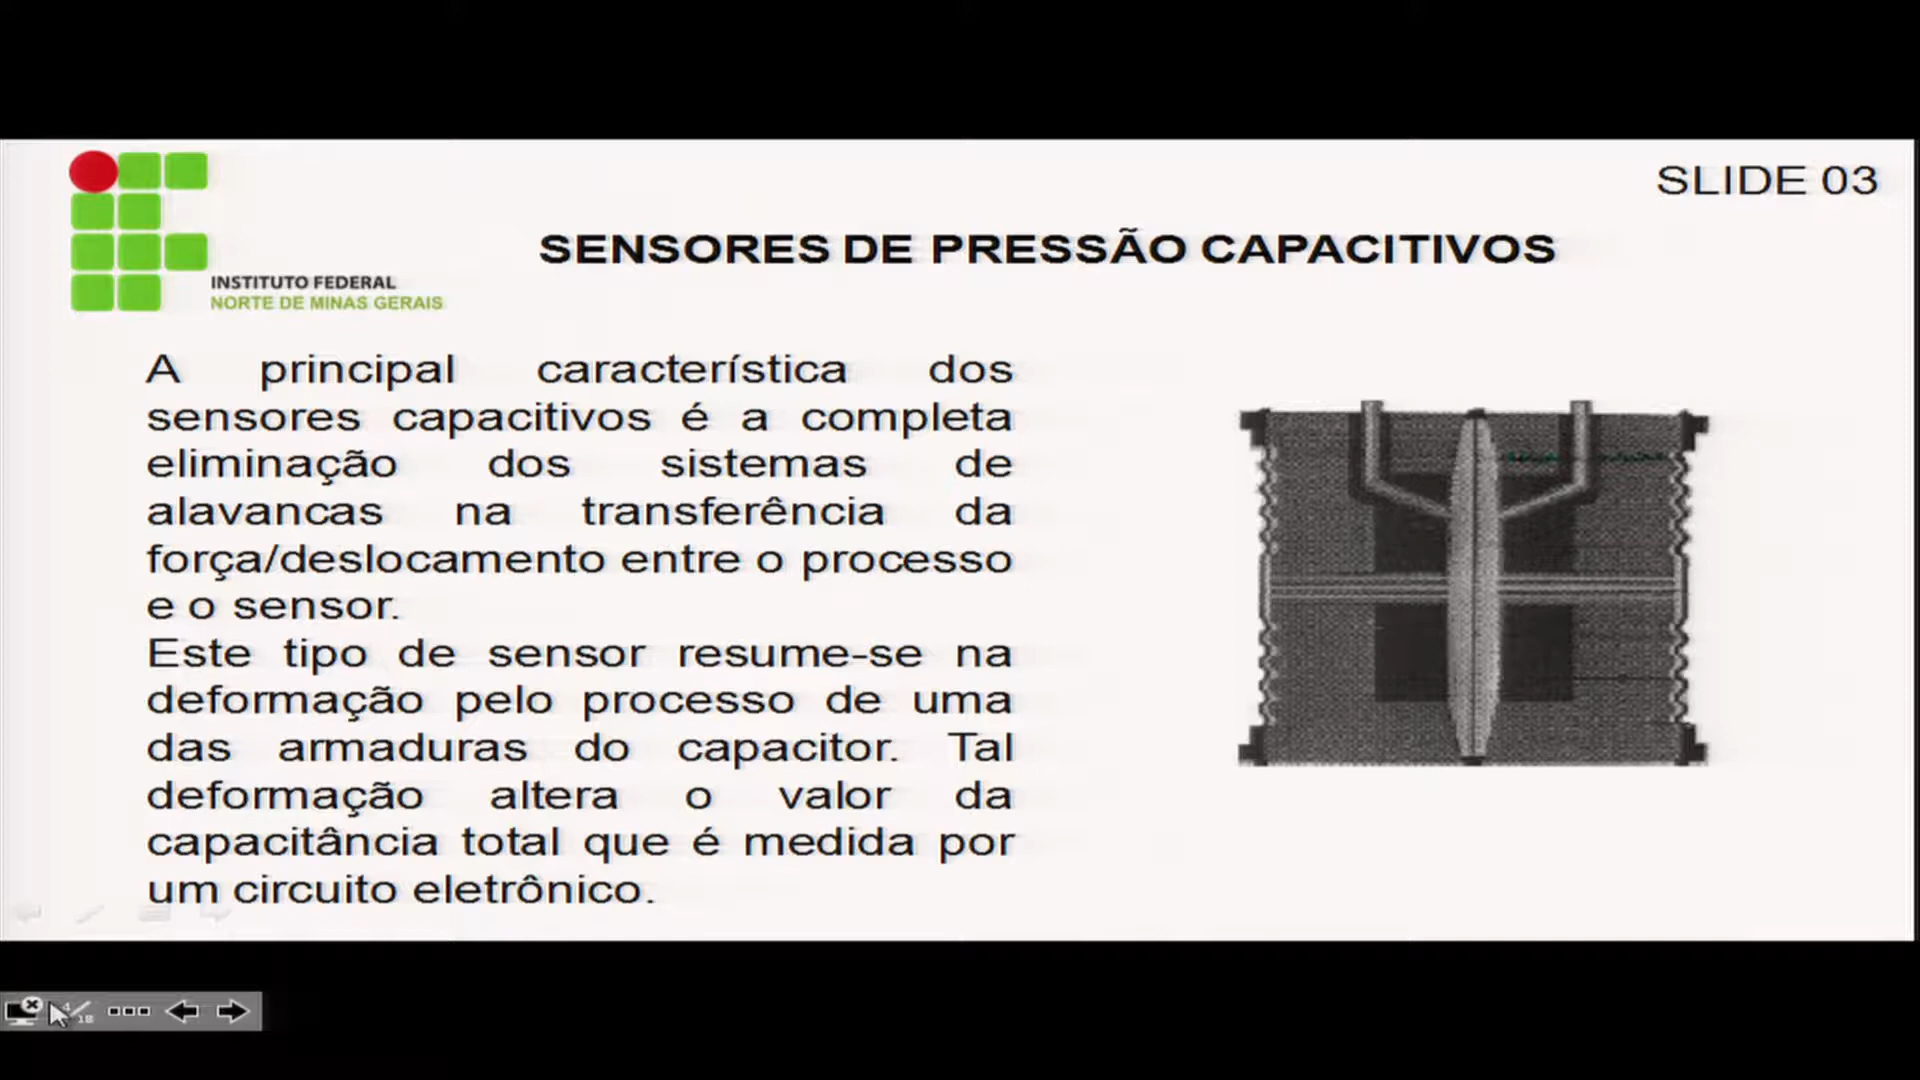 SLIDE 03
SENSORES DE PRESSÃO CAPACITIVOS
INSTITUTO FEDERAL
NORTE DE MINAS GERAIS
A principal característica dos
sensores capacitivos é a completa
eliminação dos sistemas de
alavancas na transferência da
força/deslocamento entre o processo
e o sensor.
Este tipo de sensor resume-se na
deformação pelo processo de uma
das armaduras do capacitor. Tal
deformação altera o valor da
capacitância total que é medida por
um circuito eletrônico.
4/18